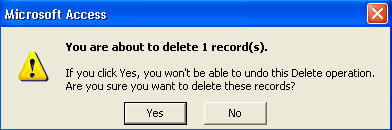 Microsoft Access
You are about to delete 1 record(s).
If you click Yes, you won't be able to undo this Delete operation.
Are you sure you want to delete these records?
Yes
No